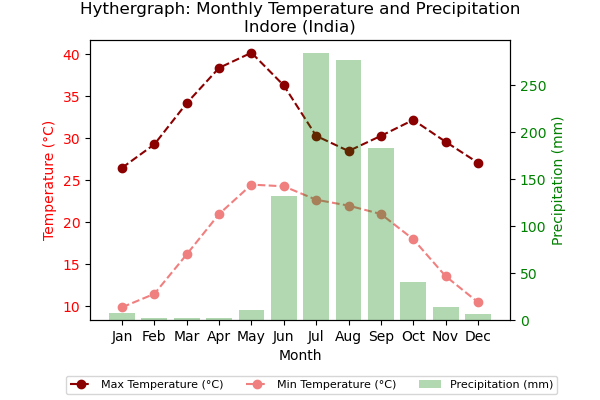 Hythergraph: Monthly Temperature and Precipitation
Indore (India)
Temperature (°C)
40
35
30
25
20
15
10
Precipitation (mm)
250
200
150
100
50
0
Jan Feb Mar Apr May Jun Jul Aug Sep Oct Nov Dec
Month
Max Temperature (°C) Min Temperature (°C) Precipitation (mm)